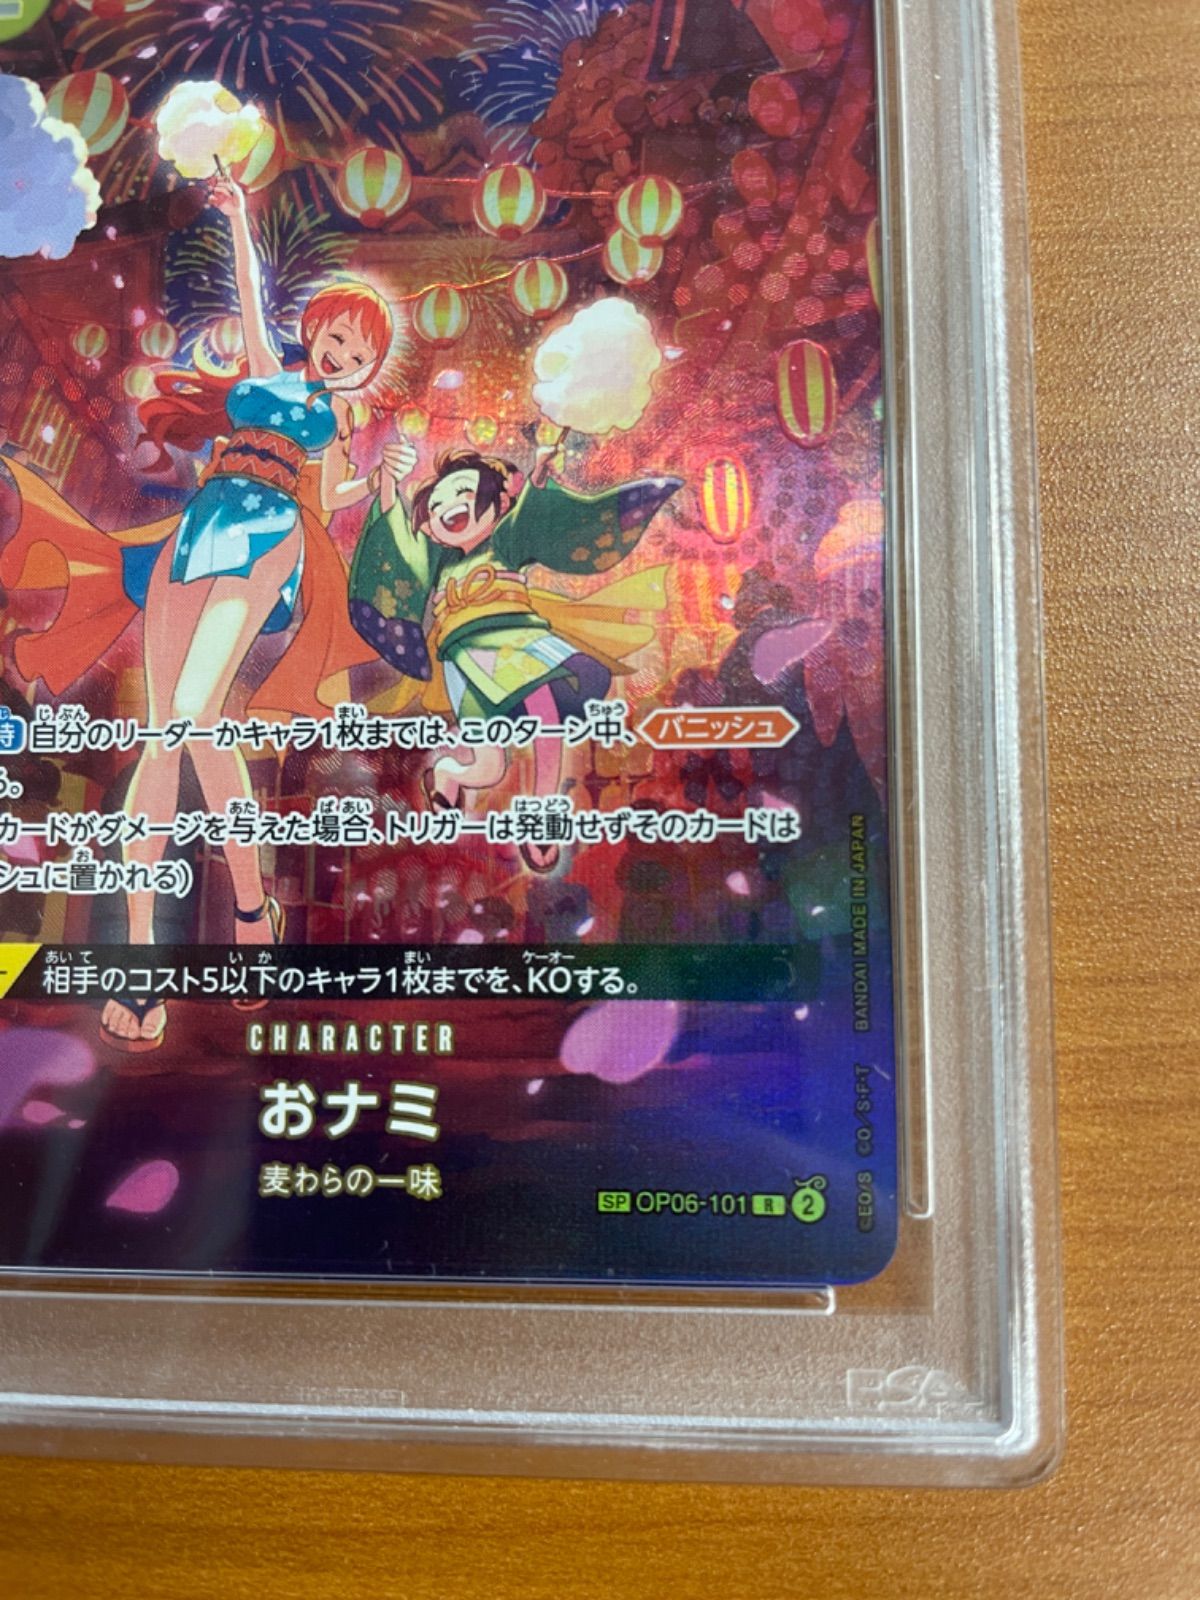 時 自分のリーダーかキャラ1枚までは、このターン中、バニッシュ
る。
カードがダメージを与えた場合、トリガーは発動せずそのカードは
シュに置かれる)
ー 相手のコスト5以下のキャラ1枚までを、KOする。
CHARACTER
おナミ
麦わらの一味
SP OP06-101 R 2
©EO/S CO/S・F・T BANDAI MADE IN JAPAN
PSA